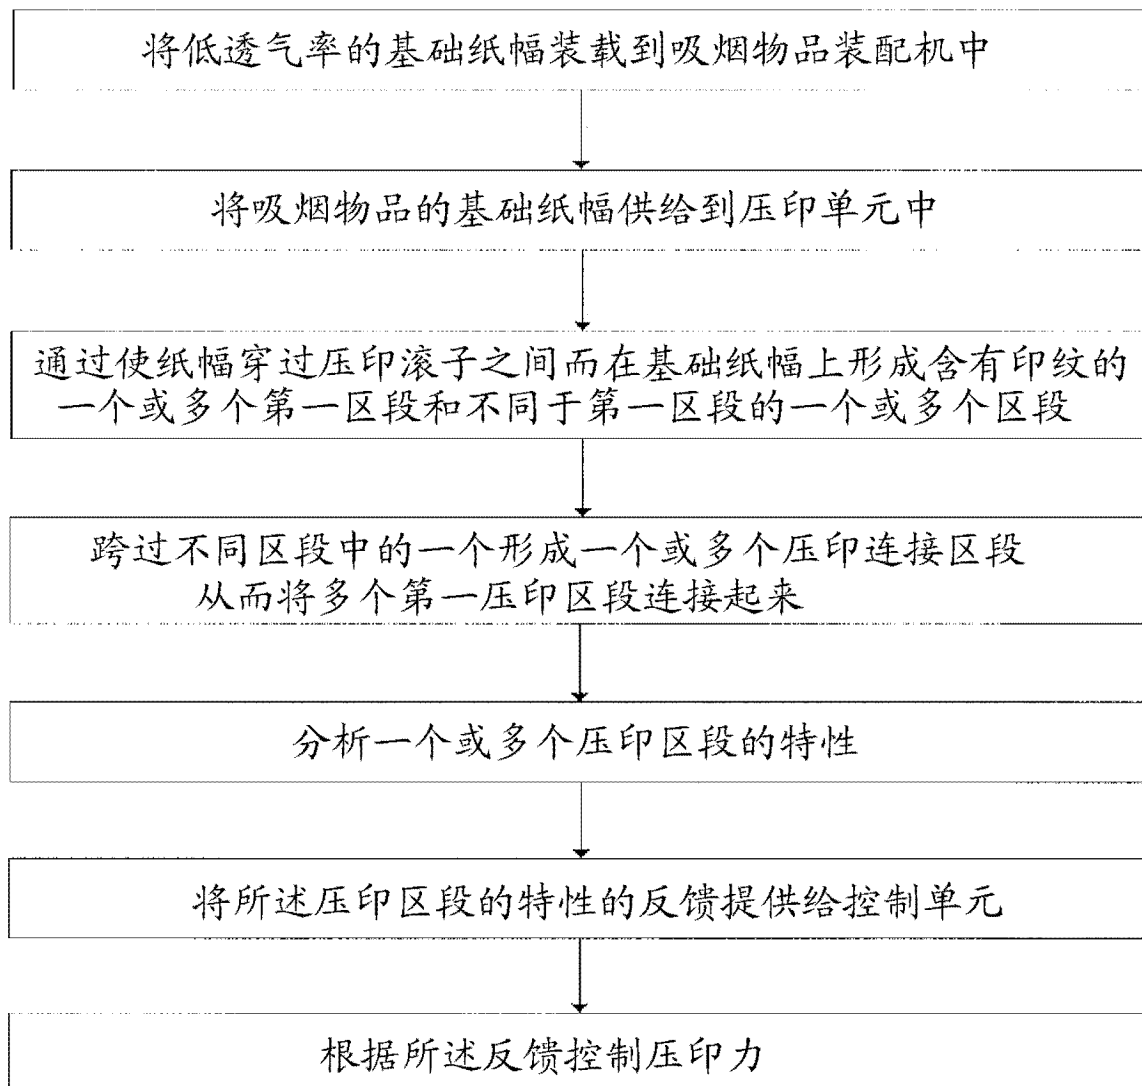 将低透气率的基础纸幅装载到吸烟物品装配机中
将吸烟物品的基础纸幅供给到压印单元中
通过使纸幅穿过压印滚子之间而在基础纸幅上形成含有印纹的
一个或多个第一区段和不同于第一区段的一个或多个区段
跨过不同区段中的一个形成一个或多个压印连接区段
从而将多个第一压印区段连接起来
分析一个或多个压印区段的特性
将所述压印区段的特性的反馈提供给控制单元
根据所述反馈控制压印力